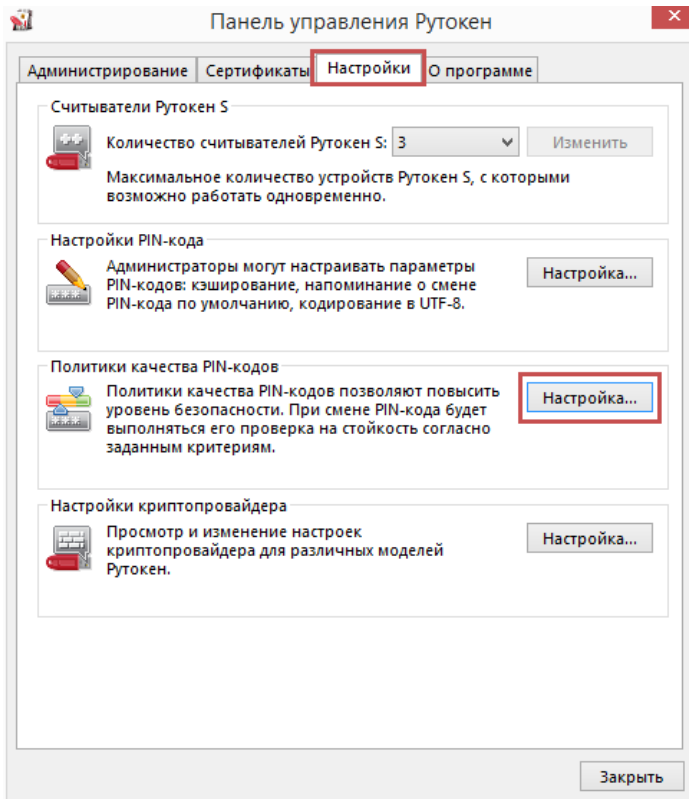 Панель управления Рутокен
Администрирование Сертификаты Настройки О программе
Считыватели Рутокен S
Количество считывателей Рутокен S: 3 Изменить
Максимальное количество устройств Рутокен S, с которыми
возможно работать одновременно.
Настройки PIN-кода
Администраторы могут настраивать параметры
PIN-кодов: кэширование, напоминание о смене
PIN-кода по умолчанию, кодирование в UTF-8.
Настройка...
Политики качества PIN-кодов
Политики качества PIN-кодов позволяют повысить
уровень безопасности. При смене PIN-кода будет
выполняться его проверка на стойкость согласно
заданным критериям.
Настройка...
Настройки криптопровайдера
Просмотр и изменение настроек
криптопровайдера для различных моделей
Рутокен.
Настройка...
Закрыть